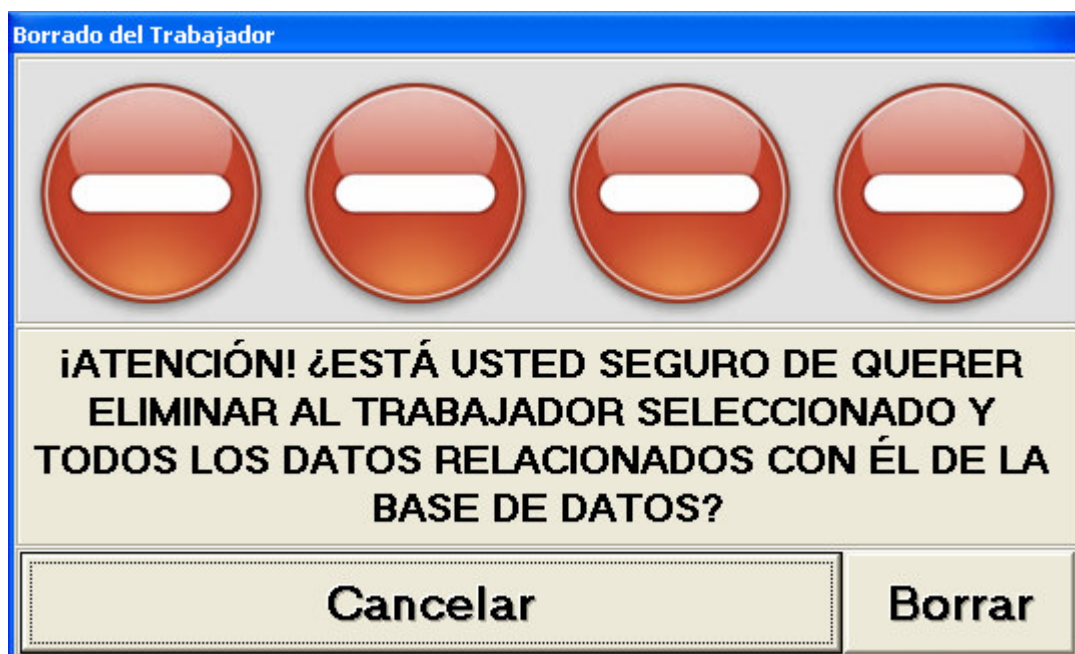 Borrado del Trabajador
¡ATENCIÓN! ¿ESTÁ USTED SEGURO DE QUERER
ELIMINAR AL TRABAJADOR SELECCIONADO Y
TODOS LOS DATOS RELACIONADOS CON ÉL DE LA
BASE DE DATOS?
Cancelar
Borrar